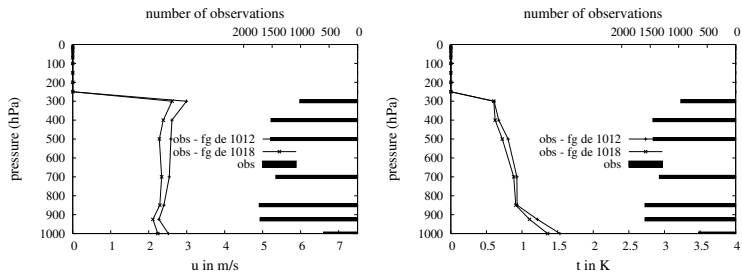 number of observations
2000 1500 1000 500 0
0
100
200
300
400
500
600
700
800
900
1000
pressure (hPa)
obs - fg de 1012
obs - fg de 1018
obs
0 1 2 3 4 5 6 7
u in m/s
number of observations
2000 1500 1000 500 0
0
100
200
300
400
500
600
700
800
900
1000
pressure (hPa)
obs - fg de 1012
obs - fg de 1018
obs
0 0.5 1 1.5 2 2.5 3 3.5 4
t in K